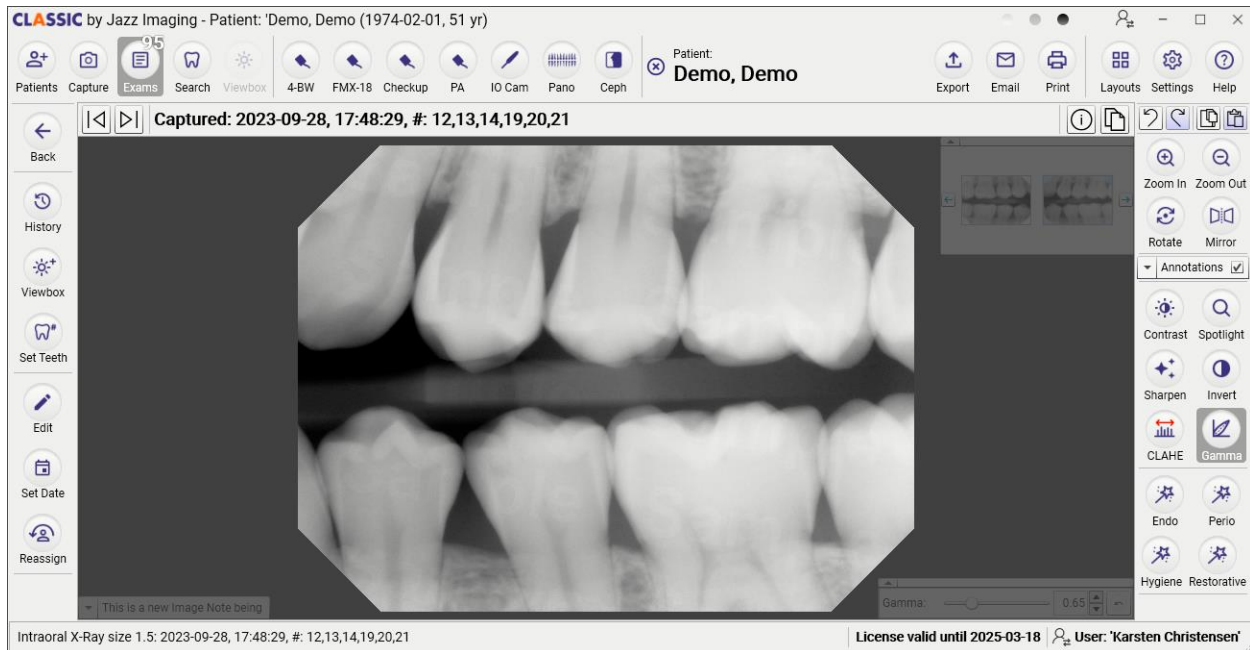 CLASSIC by Jazz Imaging - Patient: 'Demo, Demo (1974-02-01, 51 yr)
95
Patients Capture Exams Search Viewbox 4-BW FMX-18 Checkup PA IO Cam Pano Ceph
Patient:
Demo, Demo
Export Email Print Layouts Settings Help
Captured: 2023-09-28, 17:48:29, #: 12,13,14,19,20,21
Back
History
Viewbox
Set Teeth
Edit
Set Date
Reassign
Zoom In Zoom Out
Rotate Mirror
Annotations
Contrast Spotlight
Sharpen Invert
CLAHE Gamma
Endo Perio
Hygiene Restorative
This is a new Image Note being
Gamma: 0.65
Intraoral X-Ray size 1.5: 2023-09-28, 17:48:29, #: 12,13,14,19,20,21
License valid until 2025-03-18 User: 'Karsten Christensen'